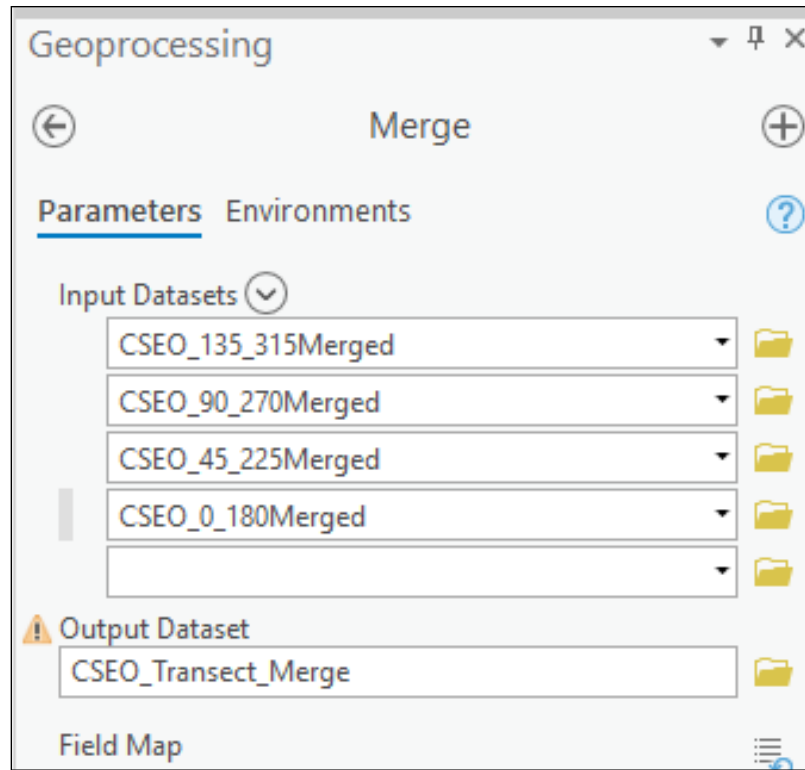 Geoprocessing
Merge
Parameters Environments
Input Datasets
CSEO_135_315Merged
CSEO_90_270Merged
CSEO_45_225Merged
CSEO_0_180Merged
Output Dataset
CSEO_Transect_Merge
Field Map